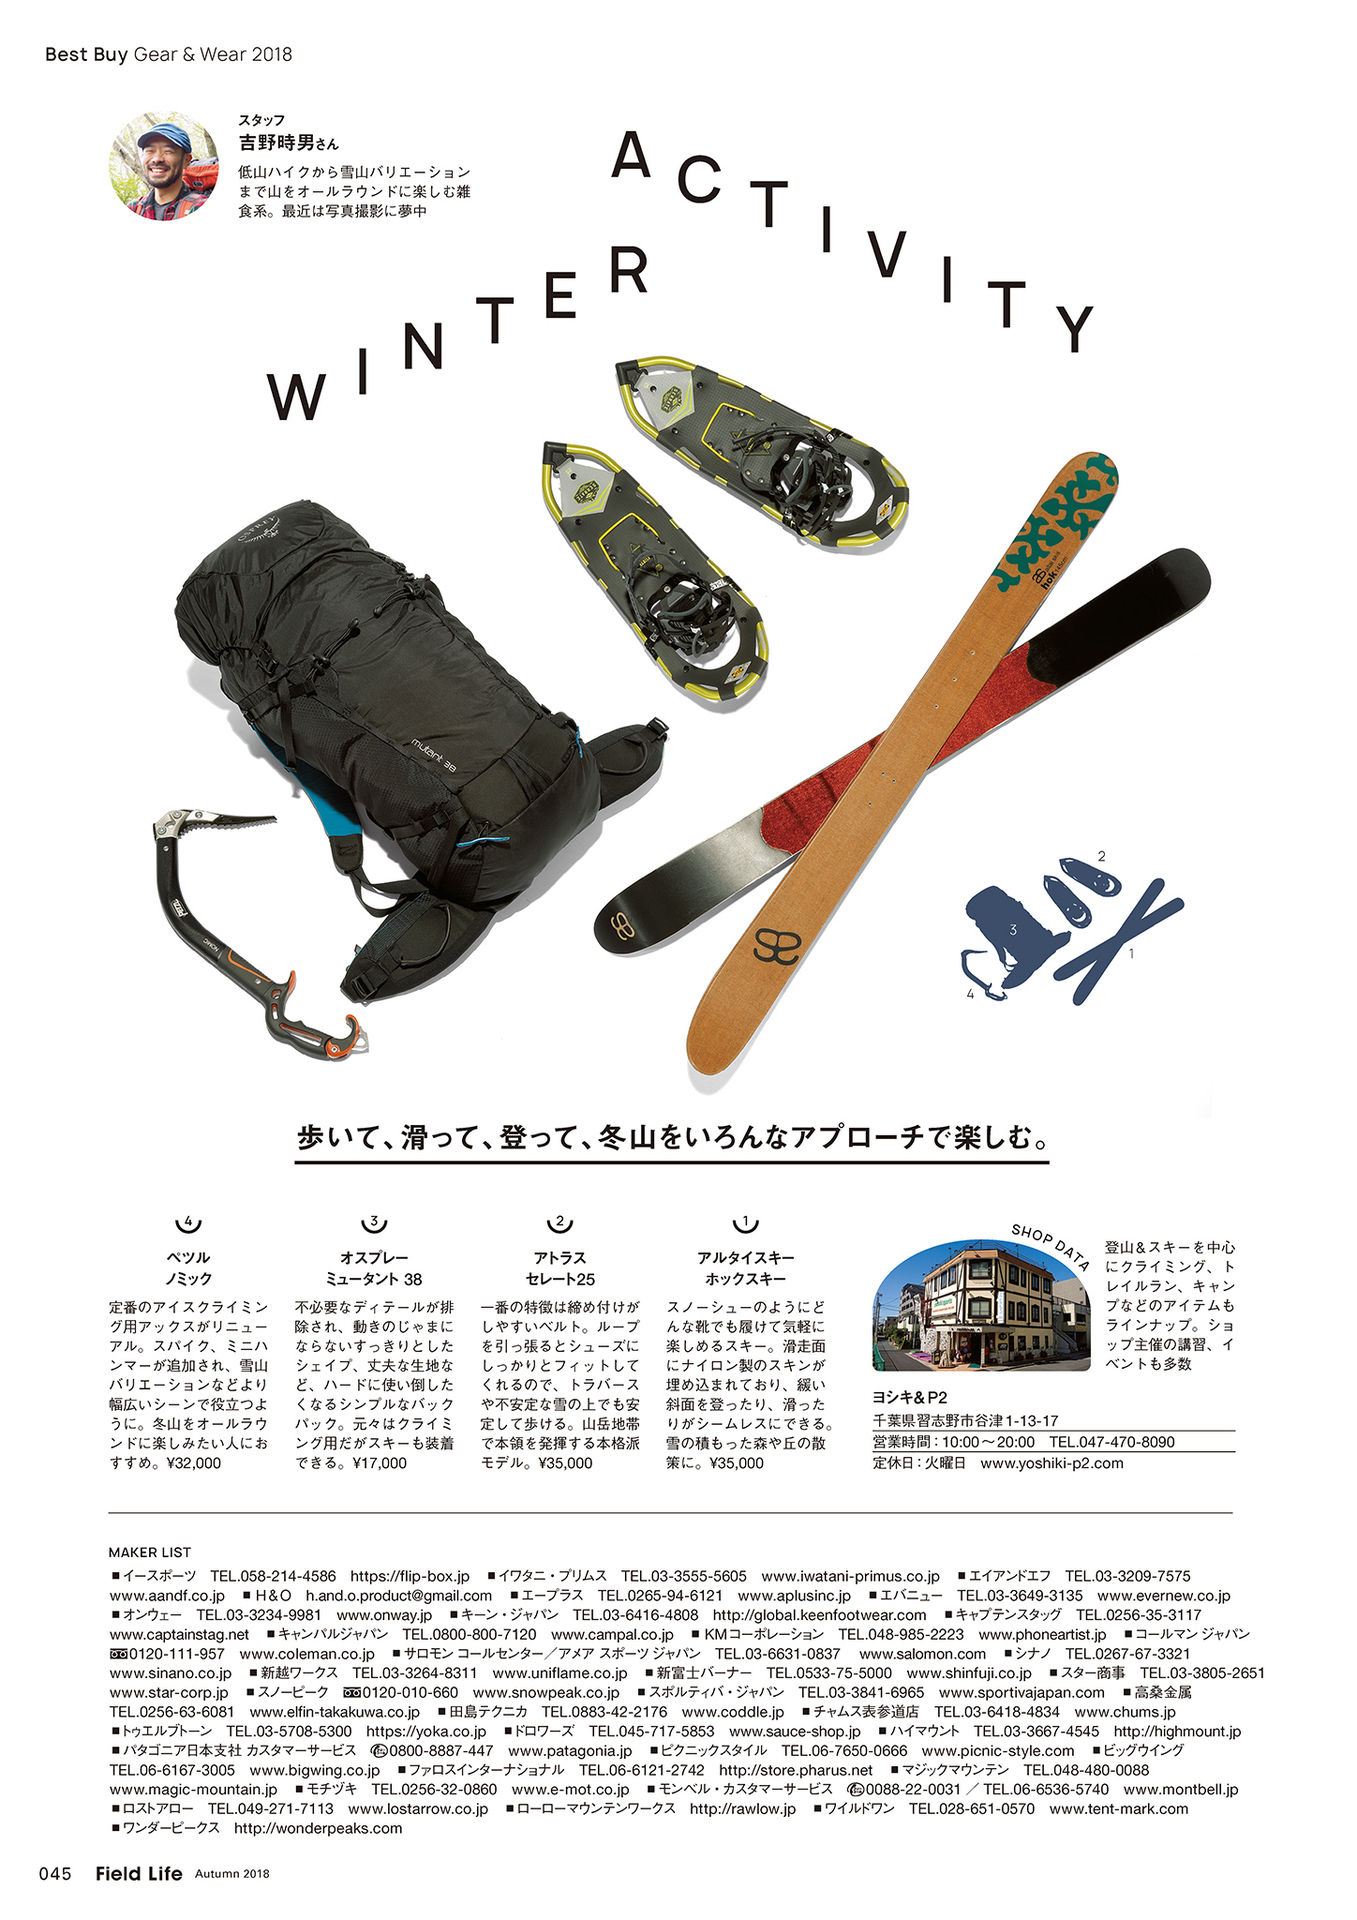 Best Buy Gear & Wear 2018
スタッフ
吉野時男さん
低山ハイクから雪山バリエーション
まで山をオールラウンドに楽しむ雑
食系。最近は写真撮影に夢中
WINTER
ACTIVITY
OSPREY
mutant 38
PETZL
NOMIC
altai skis
hok 145cm
2
3
1
4
歩いて、滑って、登って、冬山をいろんなアプローチで楽しむ。
1
アルタイスキー
ホックスキー
スノーシューのようにど
んな靴でも履けて気軽に
楽しめるスキー。滑走面
にナイロン製のスキンが
埋め込まれており、緩い
斜面を登ったり、滑った
りがシームレスにできる。
雪の積もった森や丘の散
策に。¥35,000
2
アトラス
セレート25
一番の特徴は締め付けが
しやすいベルト。ループ
を引っ張るとシューズに
しっかりとフィットして
くれるので、トラバース
や不安定な雪の上でも安
定して歩ける。山岳地帯
で本領を発揮する本格派
モデル。¥35,000
3
オスプレー
ミュータント 38
不必要なディテールが排
除され、動きのじゃまに
ならないすっきりとした
シェイプ、丈夫な生地な
ど、ハードに使い倒した
くなるシンプルなバック
パック。元々はクライミ
ング用だがスキーも装着
できる。¥17,000
4
ペツル
ノミック
定番のアイスクライミン
グ用アックスがリニュー
アル。スパイク、ミニハ
ンマーが追加され、雪山
バリエーションなどより
幅広いシーンで役立つよ
うに。冬山をオールラウ
ンドに楽しみたい人にお
すすめ。¥32,000
SHOP DATA
登山＆スキーを中心
にクライミング、ト
レイルラン、キャン
プなどのアイテムも
ラインナップ。ショ
ップ主催の講習、イ
ベントも多数
ヨシキ&P2
千葉県習志野市谷津1-13-17
営業時間：10:00〜20:00 TEL.047-470-8090
定休日：火曜日 www.yoshiki-p2.com
MAKER LIST
■イースポーツ TEL.058-214-4586 https://flip-box.jp ■イワタニ・プリムス TEL.03-3555-5605 www.iwatani-primus.co.jp ■エイアンドエフ TEL.03-3209-7575
www.aandf.co.jp ■H&O h.and.o.product@gmail.com ■エープラス TEL.0265-94-6121 www.aplusinc.jp ■エバニュー TEL.03-3649-3135 www.evernew.co.jp
■オンウェー TEL.03-3234-9981 www.onway.jp ■キーン・ジャパン TEL.03-6416-4808 http://global.keenfootwear.com ■キャプテンスタッグ TEL.0256-35-3117
www.captainstag.net ■キャンパルジャパン TEL.0800-800-7120 www.campal.co.jp ■KMコーポレーション TEL.048-985-2223 www.phoneartist.jp ■コールマン ジャパン
0120-111-957 www.coleman.co.jp ■サロモン コールセンター／アメア スポーツ ジャパン TEL.03-6631-0837 www.salomon.com ■シナノ TEL.0267-67-3321
www.sinano.co.jp ■新越ワークス TEL.03-3264-8311 www.uniflame.co.jp ■新富士バーナー TEL.0533-75-5000 www.shinfuji.co.jp ■スター商事 TEL.03-3805-2651
www.star-corp.jp ■スノーピーク 0120-010-660 www.snowpeak.co.jp ■スポルティバ・ジャパン TEL.03-3841-6965 www.sportivajapan.com ■高桑金属
TEL.0256-63-6081 www.elfin-takakuwa.co.jp ■田島テクニカ TEL.0883-42-2176 www.coddle.jp ■チャムス表参道店 TEL.03-6418-4834 www.chums.jp
■トゥエルブトーン TEL.03-5708-5300 https://yoka.co.jp ■ドロワーズ TEL.045-717-5853 www.sauce-shop.jp ■ハイマウント TEL.03-3667-4545 http://highmount.jp
■パタゴニア日本支社 カスタマーサービス 0800-8887-447 www.patagonia.jp ■ピクニックスタイル TEL.06-7650-0666 www.picnic-style.com ■ビッグウイング
TEL.06-6167-3005 www.bigwing.co.jp ■ファロスインターナショナル TEL.06-6121-2742 http://store.pharus.net ■マジックマウンテン TEL.048-480-0088
www.magic-mountain.jp ■モチヅキ TEL.0256-32-0860 www.e-mot.co.jp ■モンベル・カスタマーサービス 0088-22-0031 ／ TEL.06-6536-5740 www.montbell.jp
■ロストアロー TEL.049-271-7113 www.lostarrow.co.jp ■ローローマウンテンワークス http://rawlow.jp ■ワイルドワン TEL.028-651-0570 www.tent-mark.com
■ワンダーピークス http://wonderpeaks.com
045 Field Life Autumn 2018